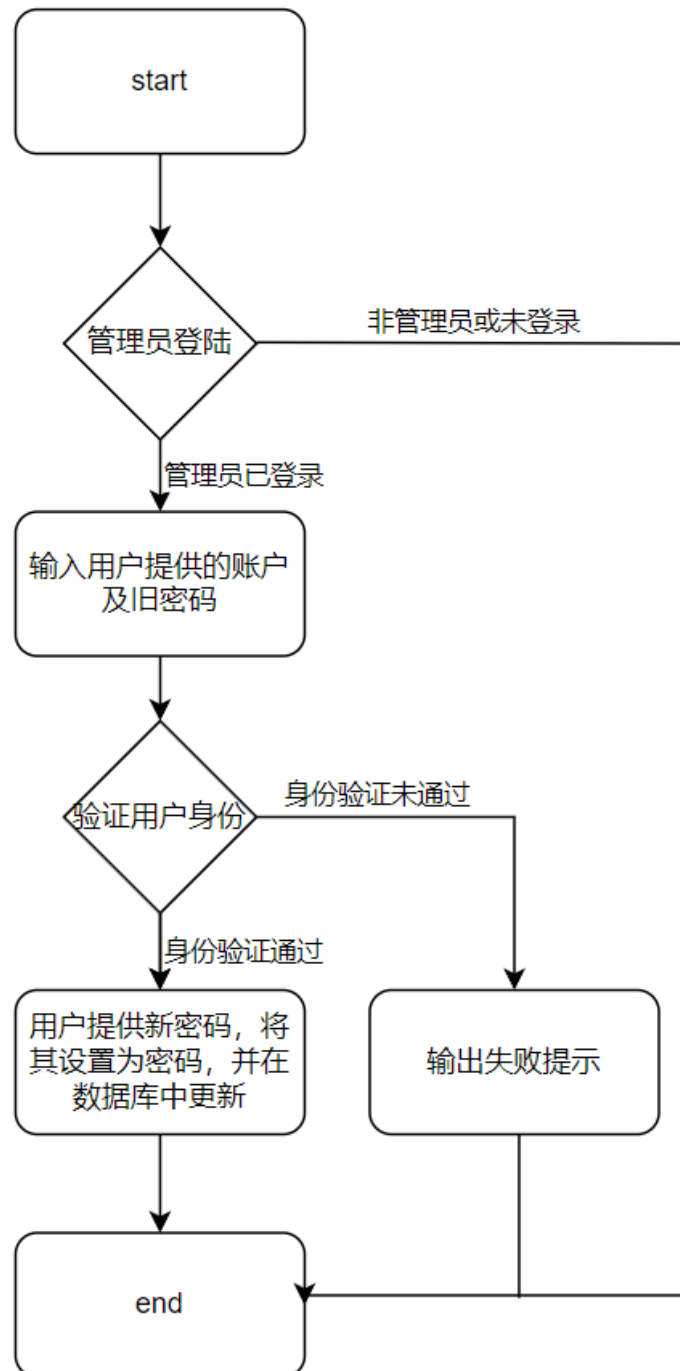 start
管理员登陆
非管理员或未登录
管理员已登录
输入用户提供的账户
及旧密码
验证用户身份
身份验证未通过
身份验证通过
用户提供新密码，将
其设置为密码，并在
数据库中更新
输出失败提示
end